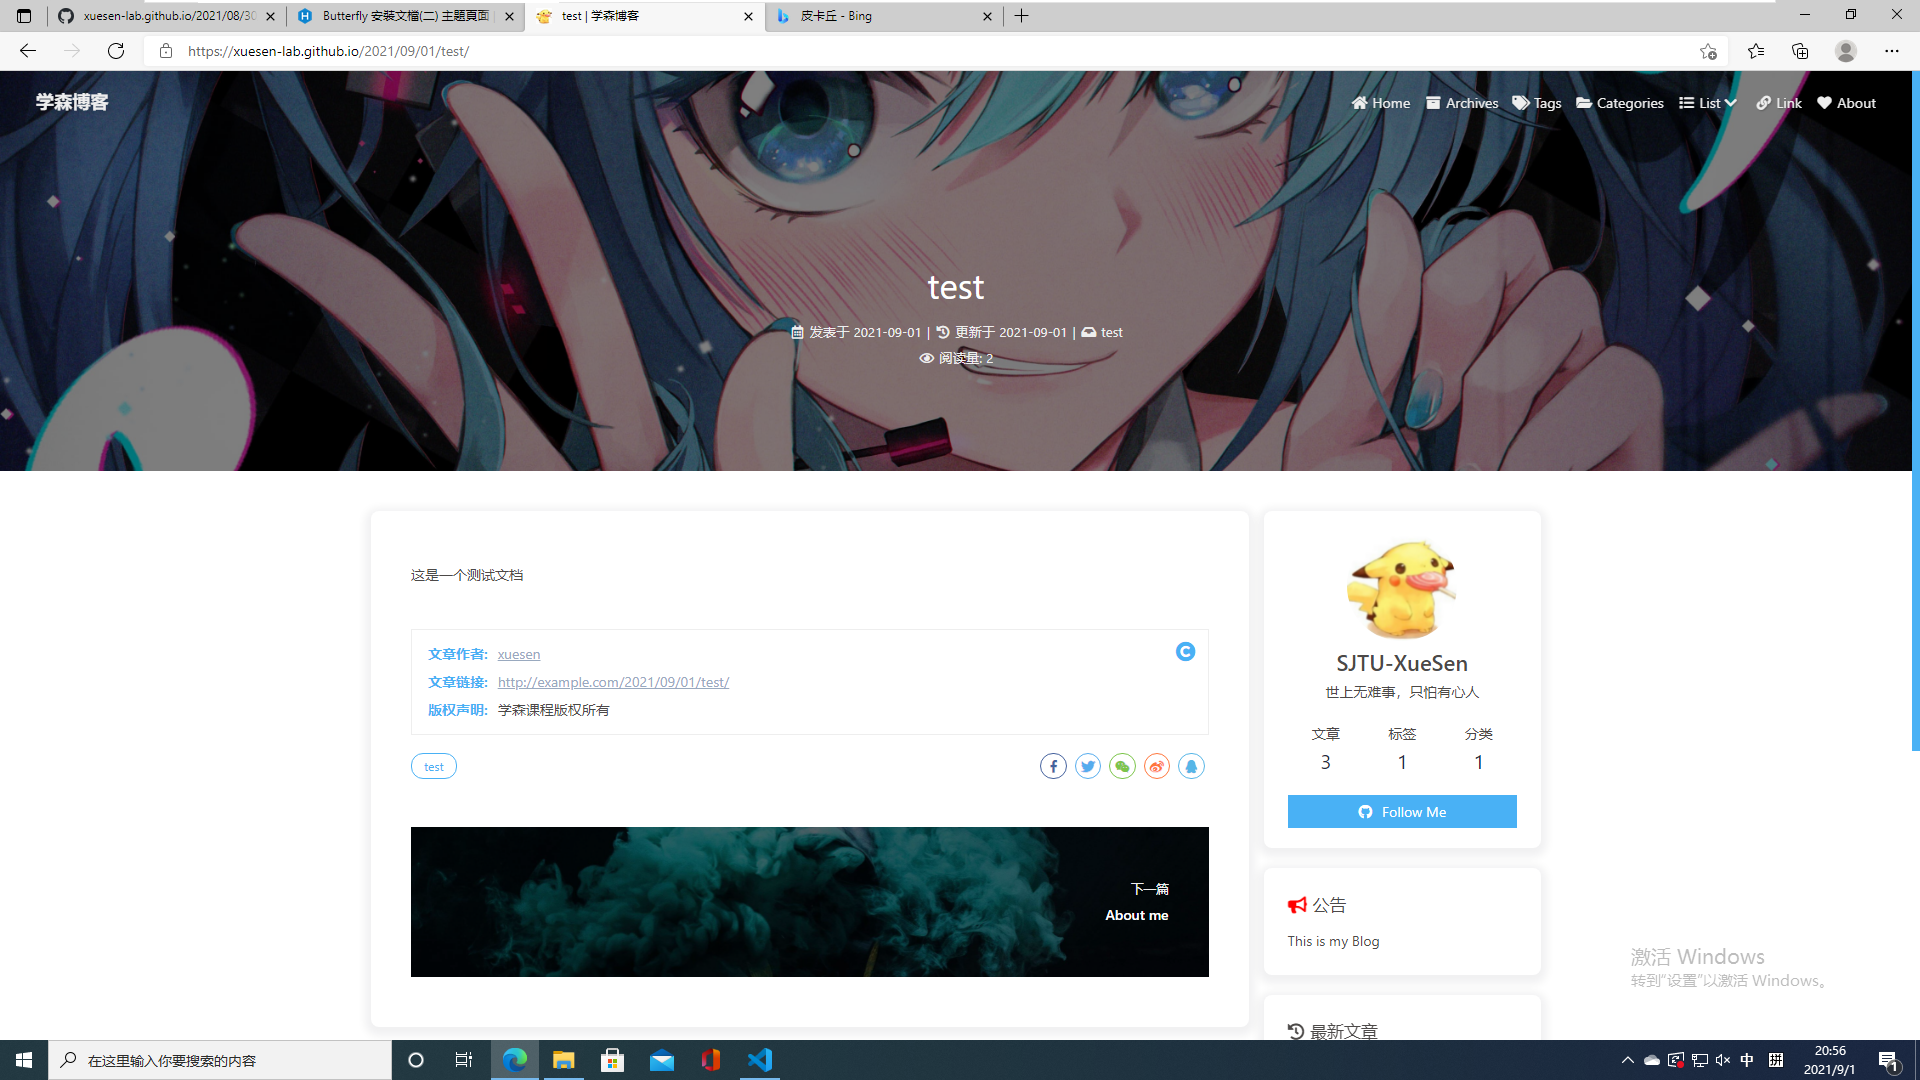 xuesen-lab.github.io/2021/08/30
Butterfly 安裝文檔(二) 主題頁面
test | 学森博客
皮卡丘 - Bing
https://xuesen-lab.github.io/2021/09/01/test/
学森博客
Home Archives Tags Categories List Link About
test
发表于 2021-09-01 | 更新于 2021-09-01 | test
阅读量: 2
这是一个测试文档
文章作者: xuesen
文章链接: http://example.com/2021/09/01/test/
版权声明: 学森课程版权所有
test
下一篇
About me
SJTU-XueSen
世上无难事，只怕有心人
文章 标签 分类
3 1 1
Follow Me
公告
This is my Blog
最新文章
激活 Windows
转到“设置”以激活 Windows。
在这里输入你要搜索的内容
中 拼
20:56
2021/9/1
1